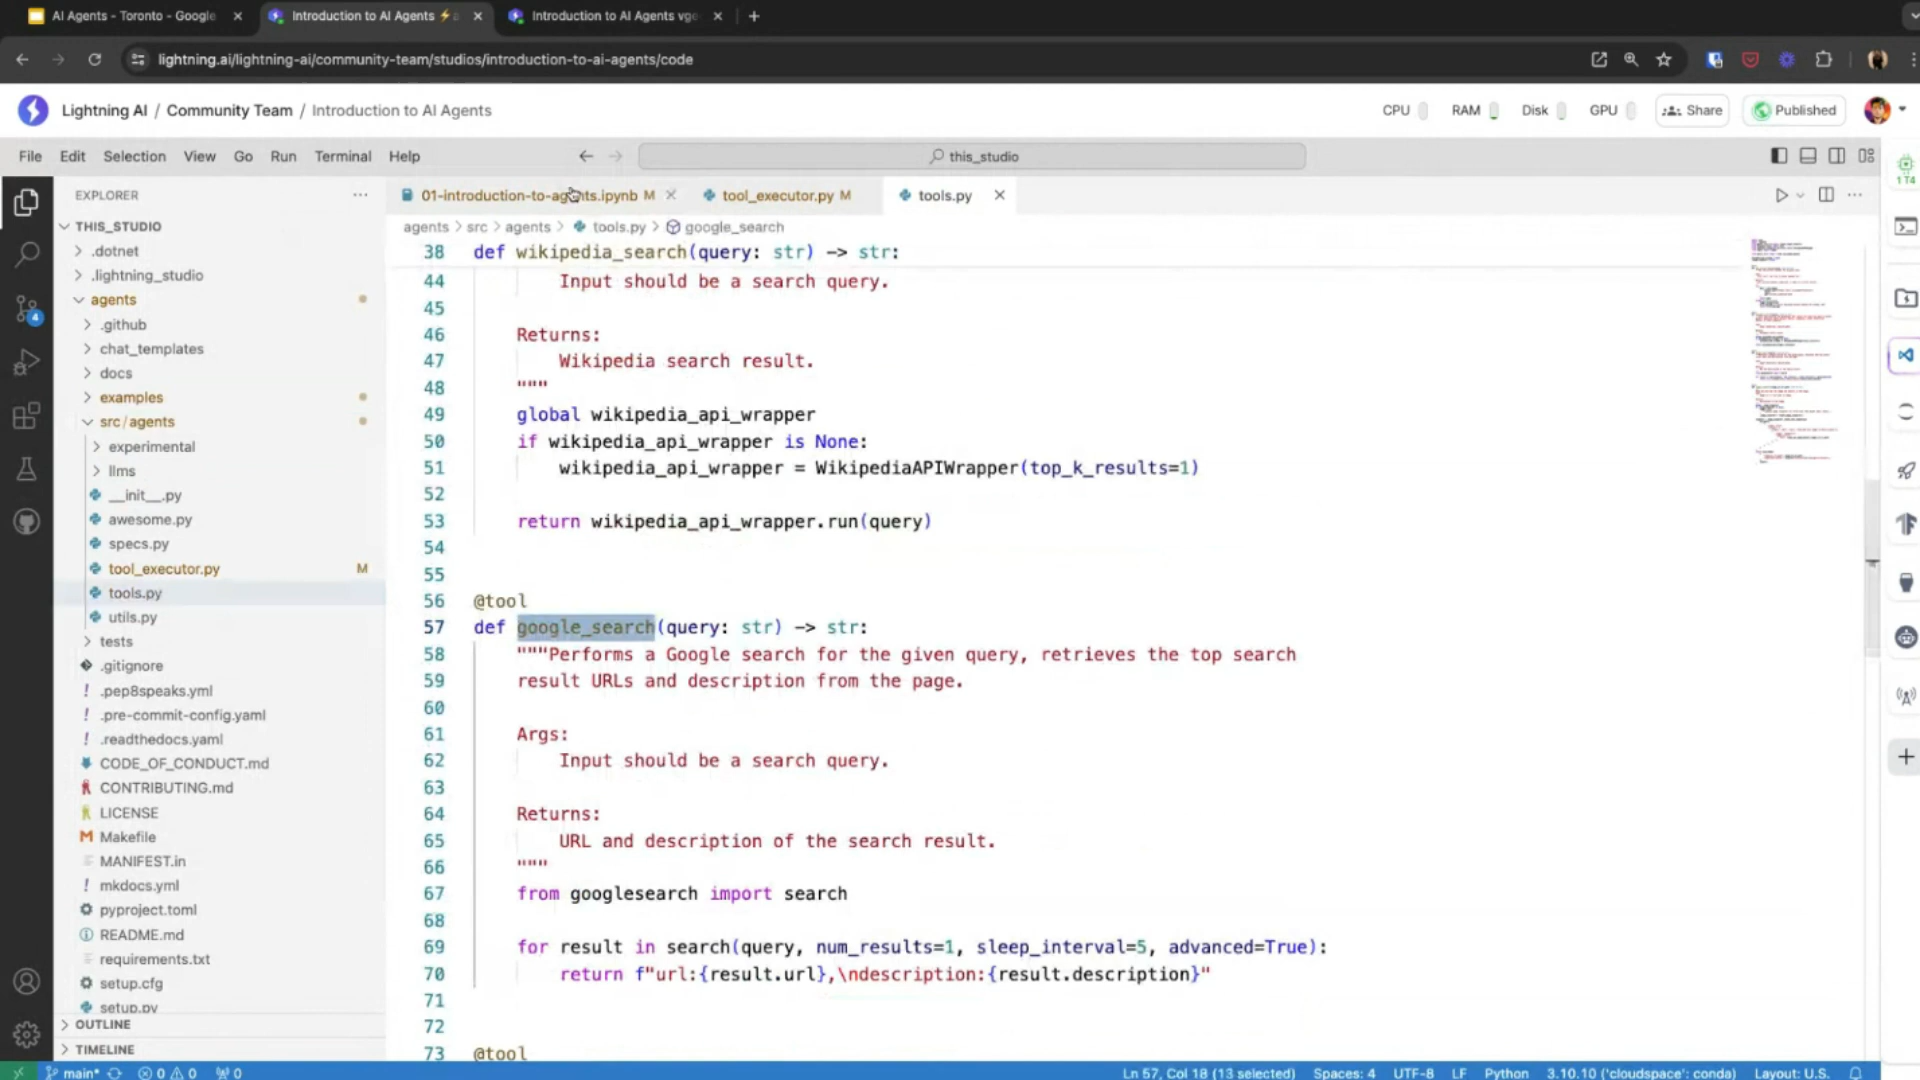 AI Agents - Toronto - Google
Introduction to AI Agents ⚡
Introduction to AI Agents vge
lightning.ai/lightning-ai/community-team/studios/introduction-to-ai-agents/code
Lightning AI / Community Team / Introduction to AI Agents
CPU RAM Disk GPU Share Published
File Edit Selection View Go Run Terminal Help
this_studio
1 T4
EXPLORER
THIS_STUDIO
.dotnet
.lightning_studio
agents
.github
chat_templates
docs
examples
src/agents
experimental
llms
__init__.py
awesome.py
specs.py
tool_executor.py M
tools.py
utils.py
tests
.gitignore
.pep8speaks.yml
.pre-commit-config.yaml
.readthedocs.yaml
CODE_OF_CONDUCT.md
CONTRIBUTING.md
LICENSE
Makefile
MANIFEST.in
mkdocs.yml
pyproject.toml
README.md
requirements.txt
setup.cfg
setup.py
OUTLINE
TIMELINE
4
01-introduction-to-agents.ipynb M
tool_executor.py M
tools.py
agents > src > agents > tools.py > google_search
38 def wikipedia_search(query: str) -> str:
44 Input should be a search query.
45
46 Returns:
47 Wikipedia search result.
48 """
49 global wikipedia_api_wrapper
50 if wikipedia_api_wrapper is None:
51 wikipedia_api_wrapper = WikipediaAPIWrapper(top_k_results=1)
52
53 return wikipedia_api_wrapper.run(query)
54
55
56 @tool
57 def google_search(query: str) -> str:
58 """Performs a Google search for the given query, retrieves the top search
59 result URLs and description from the page.
60
61 Args:
62 Input should be a search query.
63
64 Returns:
65 URL and description of the search result.
66 """
67 from googlesearch import search
68
69 for result in search(query, num_results=1, sleep_interval=5, advanced=True):
70 return f"url:{result.url},\ndescription:{result.description}"
71
72
73 @tool
main* 0 0 0
Ln 57, Col 18 (13 selected) Spaces: 4 UTF-8 LF Python 3.10.10 ('cloudspace': conda) Layout: U.S.